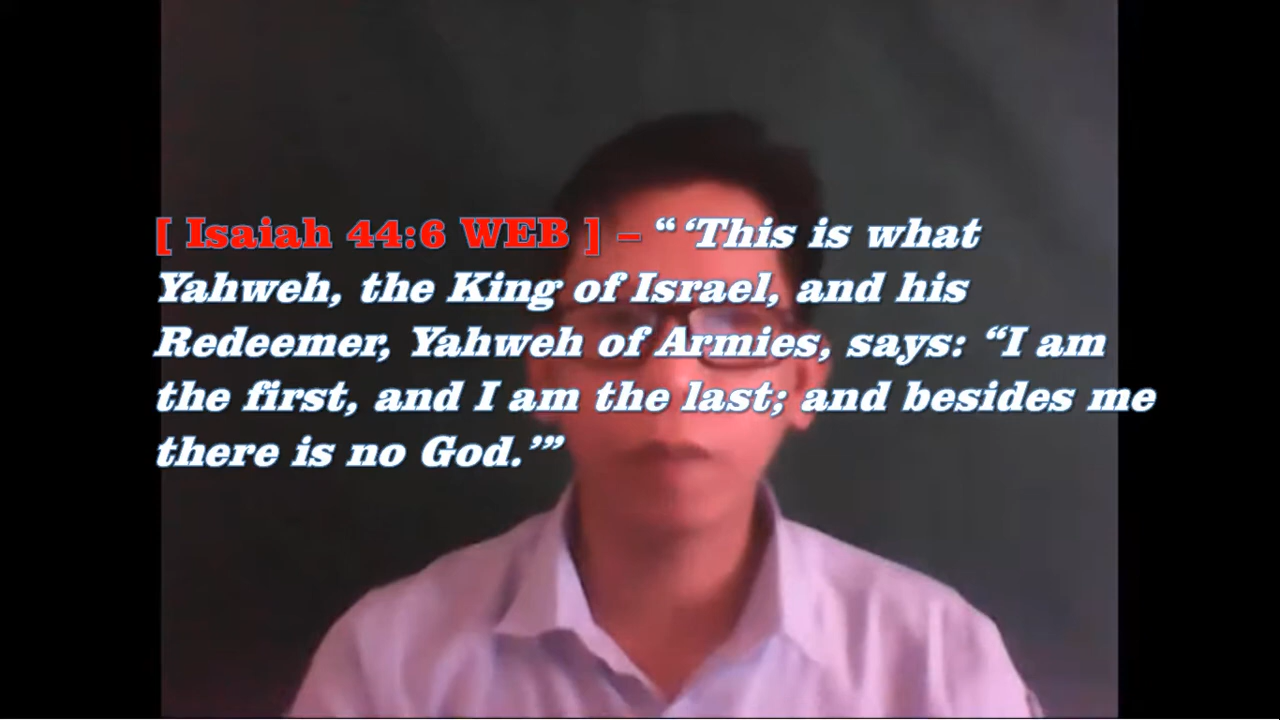 [ Isaiah 44:6 WEB ] – “ ‘This is what
Yahweh, the King of Israel, and his
Redeemer, Yahweh of Armies, says: “I am
the first, and I am the last; and besides me
there is no God.’”